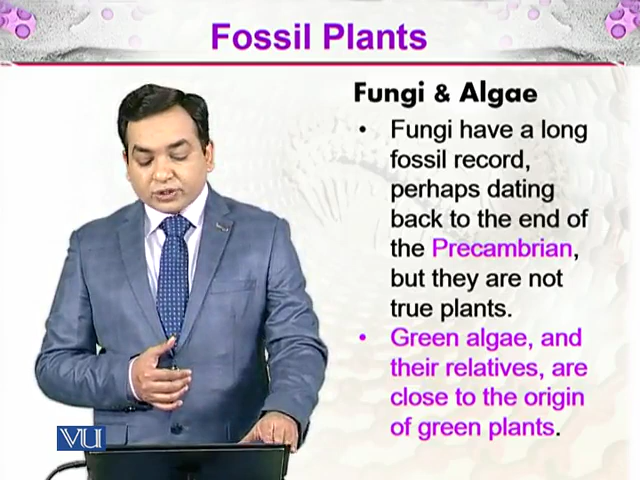 Fossil Plants
Fungi & Algae
• Fungi have a long
fossil record,
perhaps dating
back to the end of
the Precambrian,
but they are not
true plants.
• Green algae, and
their relatives, are
close to the origin
of green plants.
VU